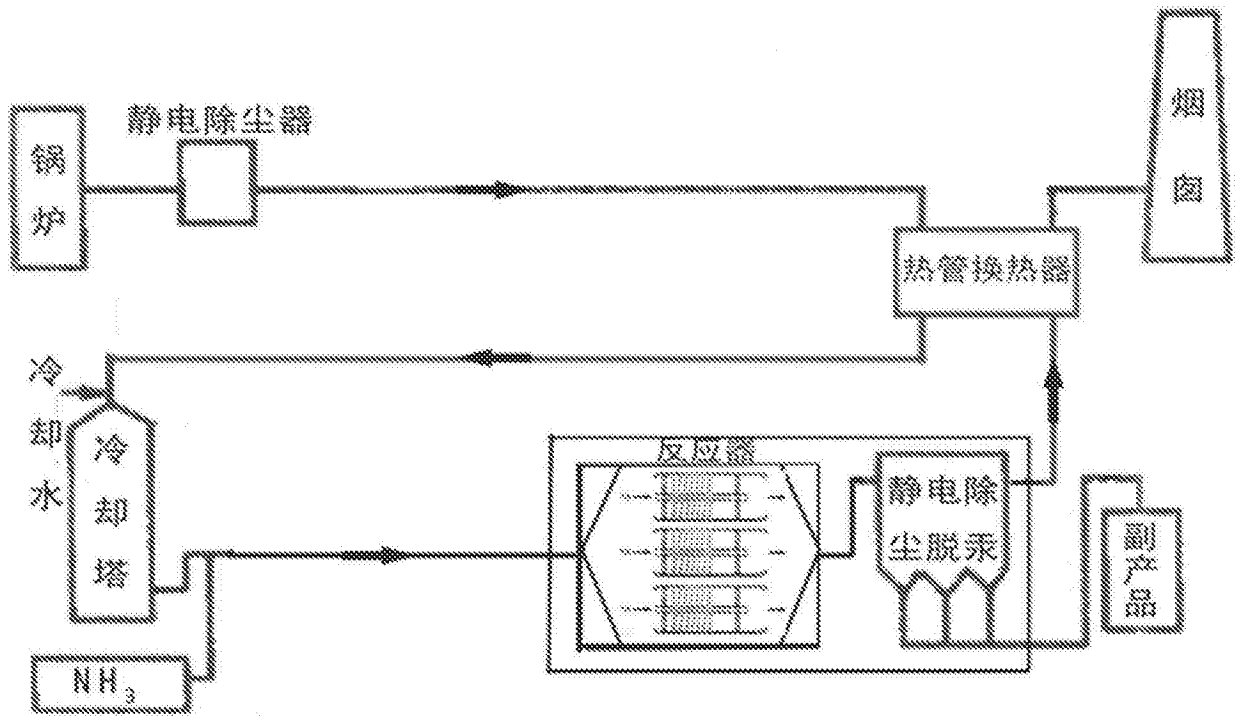 静电除尘器
锅炉
烟囱
热管换热器
冷却水
冷却塔
反应器
静电除
尘脱汞
副产品
NH₃